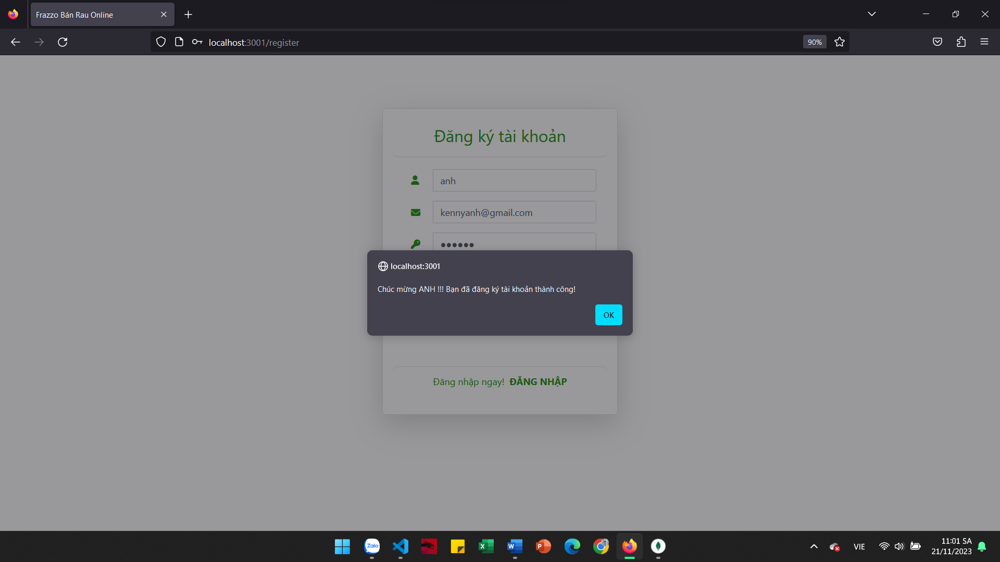 Frazzo Bán Rau Online
localhost:3001/register
90%
Đăng ký tài khoản
anh
kennyanh@gmail.com
localhost:3001
Chúc mừng ANH !!! Bạn đã đăng ký tài khoản thành công!
OK
Đăng nhập ngay! ĐĂNG NHẬP
Zalo
X
W
P
VIE
11:01 SA
21/11/2023